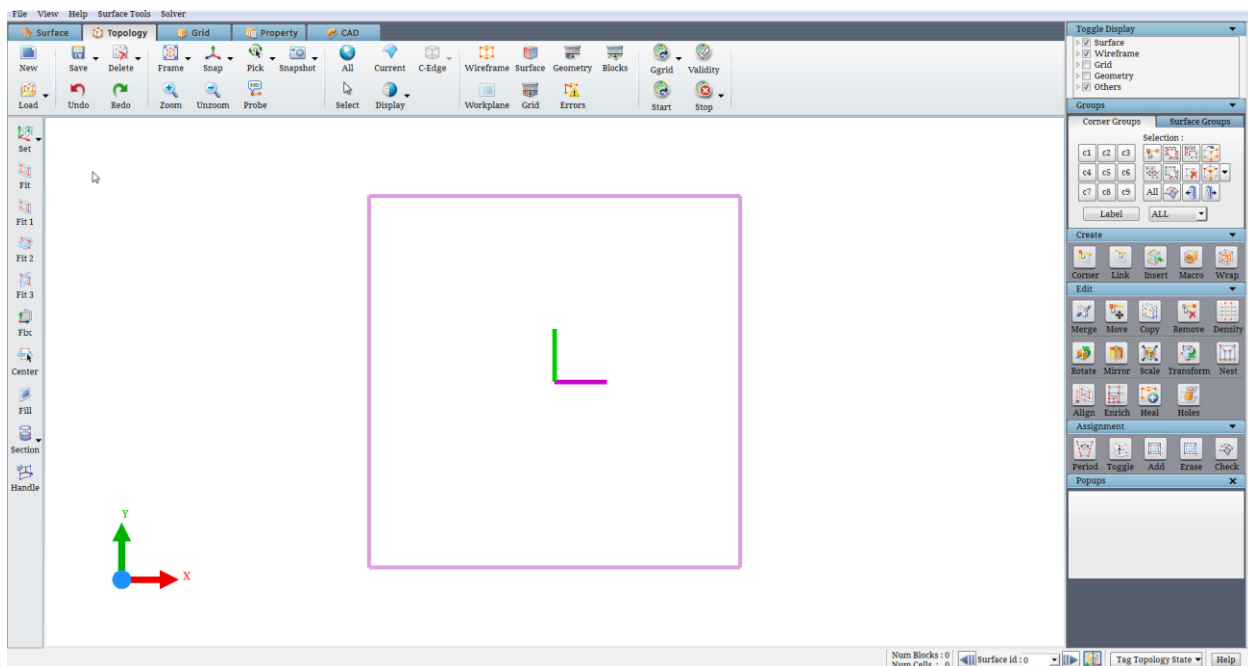 File View Help Surface Tools Solver
Surface Topology Grid Property CAD
New Save Delete Frame Snap Pick Snapshot All Current C-Edge Wireframe Surface Geometry Blocks Ggrid Validity
Load Undo Redo Zoom Unzoom Probe Select Display Workplane Grid Errors Start Stop
Set
Fit
Fit 1
Fit 2
Fit 3
Fix
Center
Fill
Section
Handle
Y
X
Toggle Display
Surface
Wireframe
Grid
Geometry
Others
Groups
Corner Groups Surface Groups
Selection :
c1 c2 c3
c4 c5 c6
c7 c8 c9 All
Label ALL
Create
Corner Link Insert Macro Wrap
Edit
Merge Move Copy Remove Density
Rotate Mirror Scale Transform Nest
Align Enrich Heal Holes
Assignment
Period Toggle Add Erase Check
Popups
Num Blocks : 0 Surface id : 0 Tag Topology State Help
Num Cells : 0